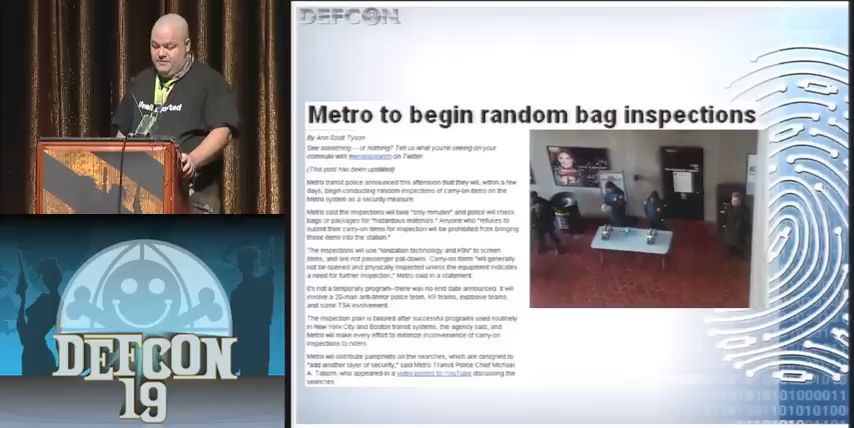 DEFCON
Metro to begin random bag inspections
By Ann Scott Tyson
See something -- or nothing? Tell us what you're seeing on your
commute with
on Twitter.
(This post has been updated)
Metro transit police announced this afternoon that they will, within a few
days, begin conducting random inspections of carry-on items on the
Metro system as a security measure.
Metro said the inspections will take "only minutes" and police will check
bags or packages for "hazardous materials." Anyone who "refuses to
submit their carry-on items for inspection will be prohibited from bringing
those items into the station."
The inspections will use "ionization technology and K9s" to screen
items, and are not passenger pat-downs. Carry-on items "will generally
not be opened and physically inspected unless the equipment indicates
a need for further inspection," Metro said in a statement.
It's not a temporary program--there was no end date announced. It will
involve a 20-man anti-terror police team, K9 teams, explosive teams,
and some TSA involvement.
The inspection plan is tailored after successful programs used routinely
in New York City and Boston transit systems, the agency said, and
Metro will make every effort to minimize inconvenience of carry-on
inspections to riders.
Metro will distribute pamphlets on the searches, which are designed to
"add another layer of security," said Metro Transit Police Chief Michael
A. Taborn, who appeared in a video posted to YouTube discussing the
searches.
DEFCON
19